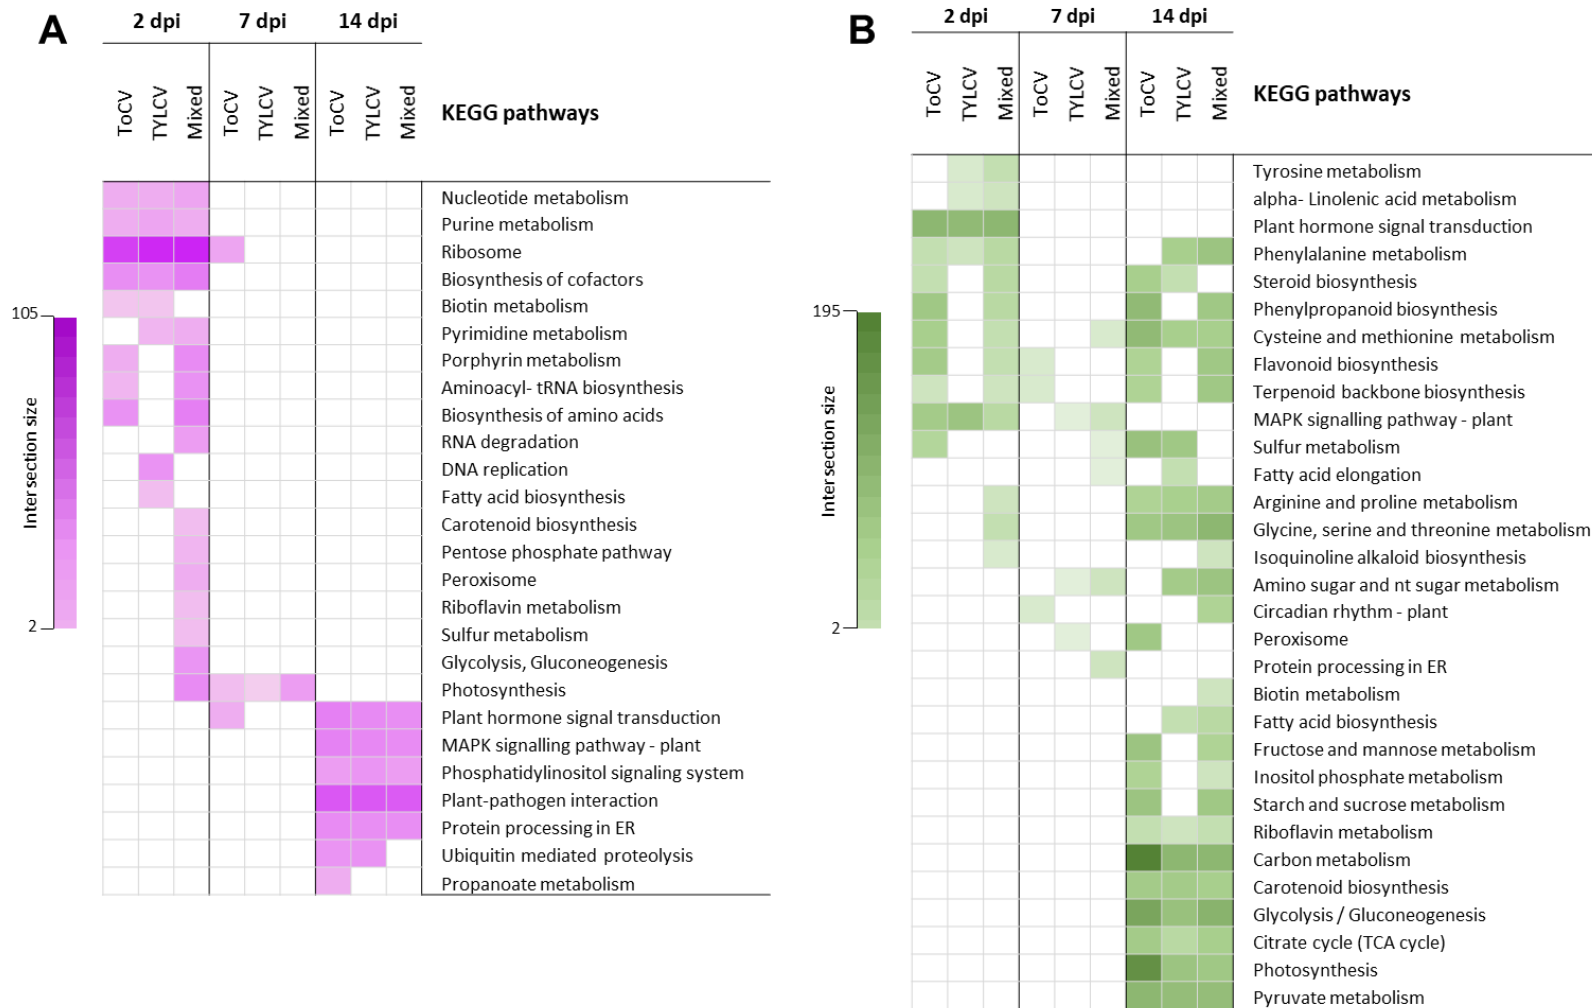 A
2 dpi 7 dpi 14 dpi
ToCV TYLCV Mixed ToCV TYLCV Mixed ToCV TYLCV Mixed
KEGG pathways
Nucleotide metabolism
Purine metabolism
Ribosome
Biosynthesis of cofactors
Biotin metabolism
Pyrimidine metabolism
Porphyrin metabolism
Aminoacyl- tRNA biosynthesis
Biosynthesis of amino acids
RNA degradation
DNA replication
Fatty acid biosynthesis
Carotenoid biosynthesis
Pentose phosphate pathway
Peroxisome
Riboflavin metabolism
Sulfur metabolism
Glycolysis, Gluconeogenesis
Photosynthesis
Plant hormone signal transduction
MAPK signalling pathway - plant
Phosphatidylinositol signaling system
Plant-pathogen interaction
Protein processing in ER
Ubiquitin mediated proteolysis
Propanoate metabolism
105
Intersection size
2
B
2 dpi 7 dpi 14 dpi
ToCV TYLCV Mixed ToCV TYLCV Mixed ToCV TYLCV Mixed
KEGG pathways
Tyrosine metabolism
alpha- Linolenic acid metabolism
Plant hormone signal transduction
Phenylalanine metabolism
Steroid biosynthesis
Phenylpropanoid biosynthesis
Cysteine and methionine metabolism
Flavonoid biosynthesis
Terpenoid backbone biosynthesis
MAPK signalling pathway - plant
Sulfur metabolism
Fatty acid elongation
Arginine and proline metabolism
Glycine, serine and threonine metabolism
Isoquinoline alkaloid biosynthesis
Amino sugar and nt sugar metabolism
Circadian rhythm - plant
Peroxisome
Protein processing in ER
Biotin metabolism
Fatty acid biosynthesis
Fructose and mannose metabolism
Inositol phosphate metabolism
Starch and sucrose metabolism
Riboflavin metabolism
Carbon metabolism
Carotenoid biosynthesis
Glycolysis / Gluconeogenesis
Citrate cycle (TCA cycle)
Photosynthesis
Pyruvate metabolism
195
Intersection size
2